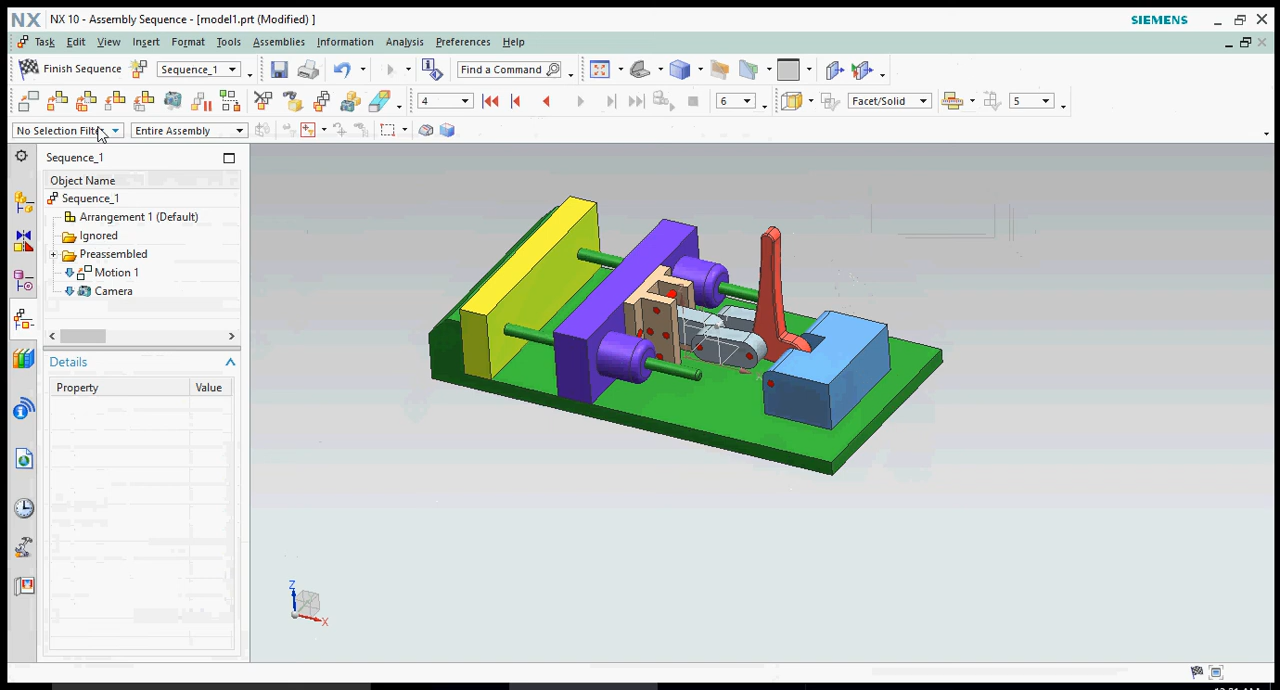 NX NX 10 - Assembly Sequence - [model1.prt (Modified) ] SIEMENS
Task Edit View Insert Format Tools Assemblies Information Analysis Preferences Help
Finish Sequence Sequence_1 Find a Command
4 6 Facet/Solid 5
No Selection Filt Entire Assembly
Sequence_1
Object Name
Sequence_1
Arrangement 1 (Default)
Ignored
Preassembled
Motion 1
Camera
Details
Property Value
Z
X